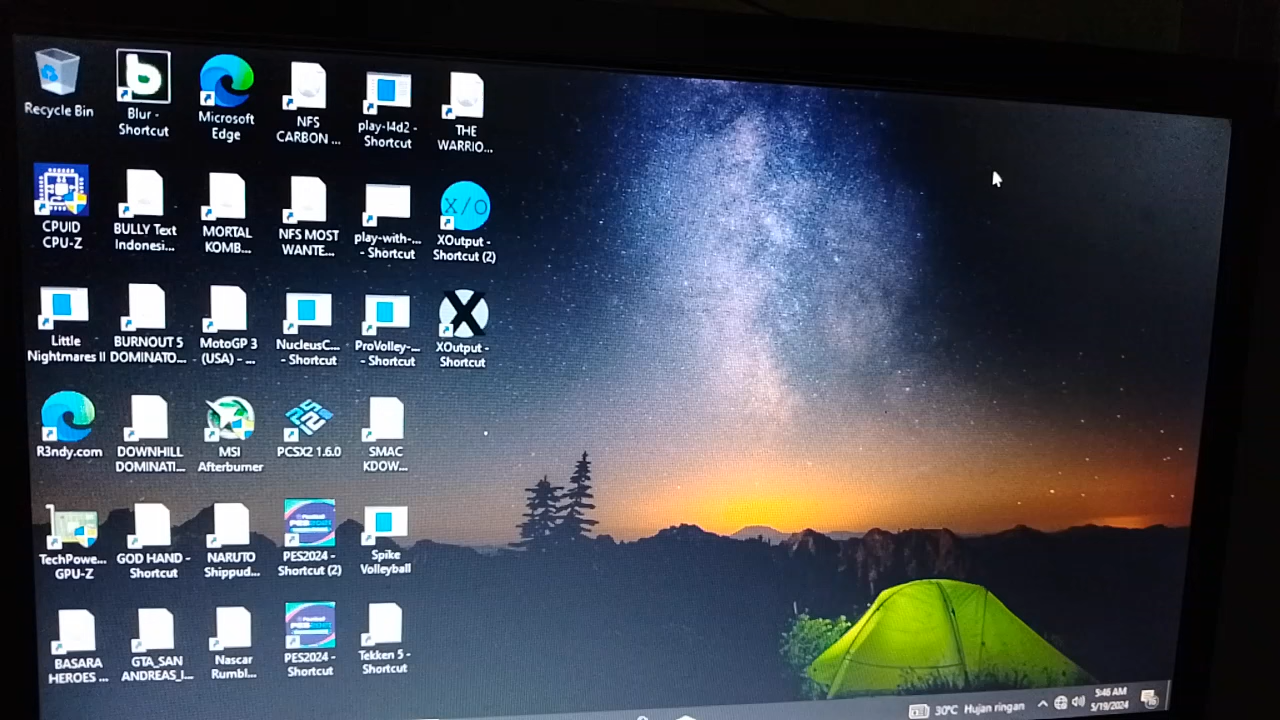 Recycle Bin
Blur -
Shortcut
Microsoft
Edge
NFS
CARBON ...
play-l4d2 -
Shortcut
THE
WARRIO...
CPUID
CPU-Z
BULLY Text
Indonesi...
MORTAL
KOMB...
NFS MOST
WANTE...
play-with-...
- Shortcut
X/O
XOutput -
Shortcut (2)
Little
Nightmares II
BURNOUT 5
DOMINATO...
MotoGP 3
(USA) - ...
NucleusC...
- Shortcut
ProVolley-...
- Shortcut
XOutput -
Shortcut
R3ndy.com
DOWNHILL
DOMINATI...
MSI
Afterburner
PCSX2 1.6.0
SMAC
KDOW...
TechPowe...
GPU-Z
GOD HAND -
Shortcut
NARUTO
Shippud...
PES2024 -
Shortcut (2)
Spike
Volleyball
BASARA
HEROES ...
GTA_SAN
ANDREAS_I...
Nascar
Rumbl...
PES2024 -
Shortcut
Tekken 5 -
Shortcut
30°C Hujan ringan
5:46 AM
5/19/2024